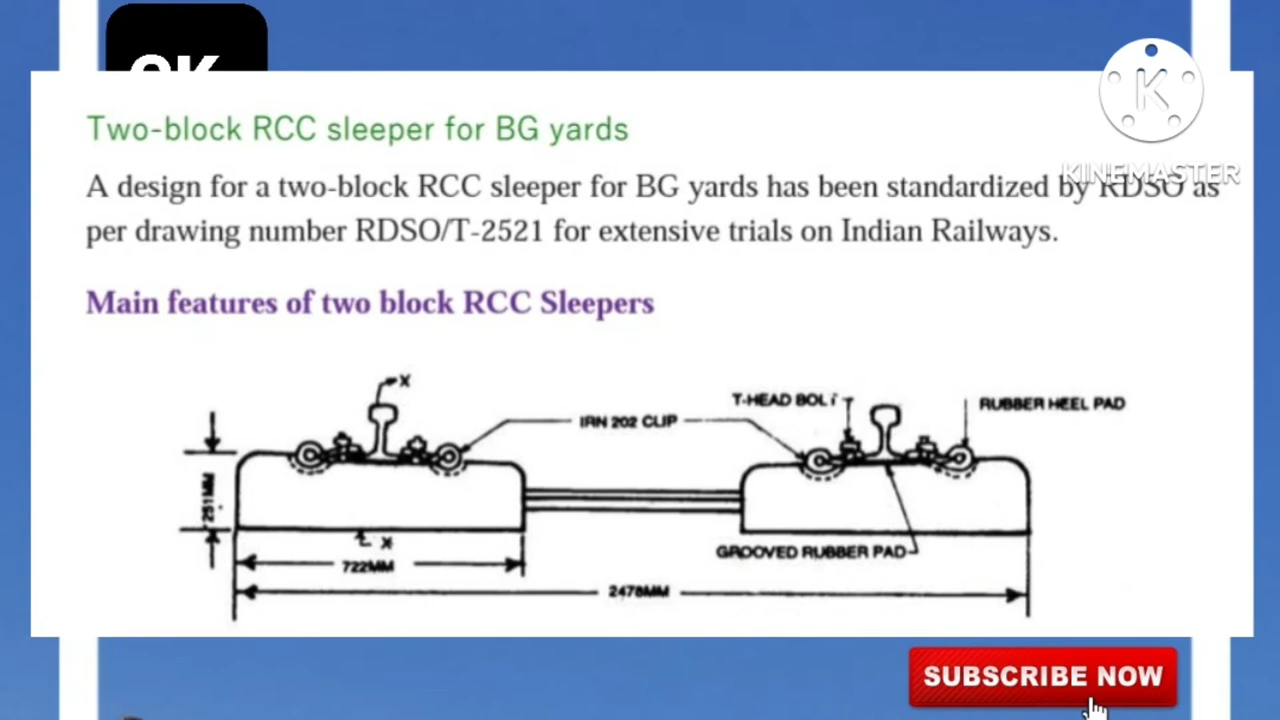 OK
KINEMASTER
Two-block RCC sleeper for BG yards
A design for a two-block RCC sleeper for BG yards has been standardized by RDSO as
per drawing number RDSO/T-2521 for extensive trials on Indian Railways.
Main features of two block RCC Sleepers
X
IRN 202 CLIP
T-HEAD BOLT
RUBBER HEEL PAD
251MM
X
GROOVED RUBBER PAD
722MM
2478MM
SUBSCRIBE NOW